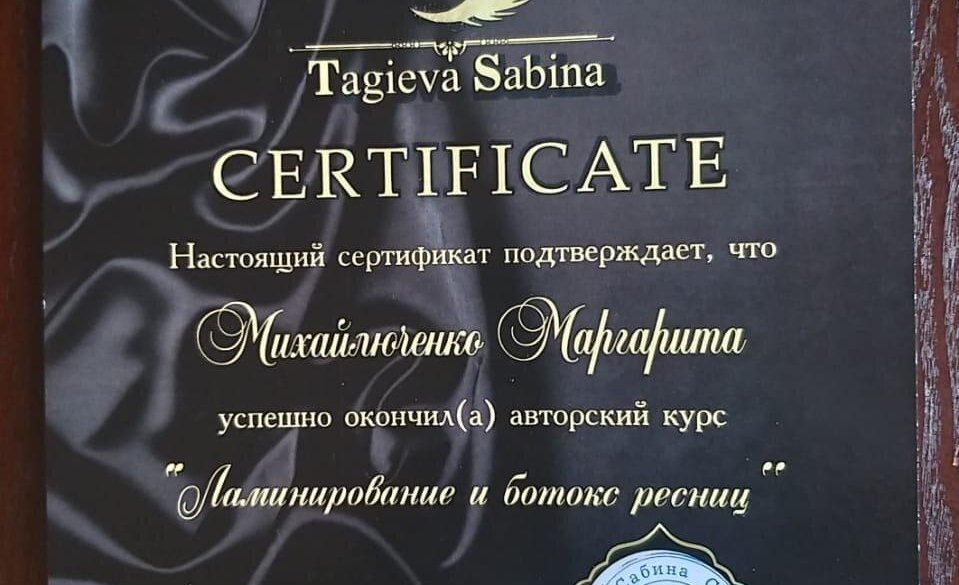 Tagieva Sabina
CERTIFICATE
Настоящий сертификат подтверждает, что
Михайлюченко Маргарита
успешно окончил(а) авторский курс
"Ламинирование и ботокс ресниц"
Сабина С